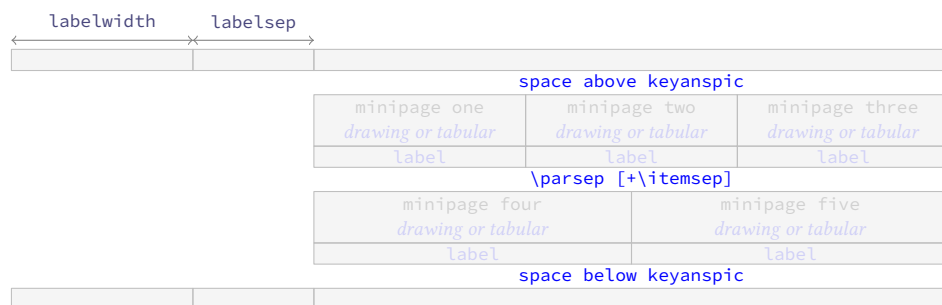 labelwidth labelsep
space above keyanspic
minipage one minipage two minipage three
drawing or tabular drawing or tabular drawing or tabular
label label label
\parsep [+\itemsep]
minipage four minipage five
drawing or tabular drawing or tabular
label label
space below keyanspic